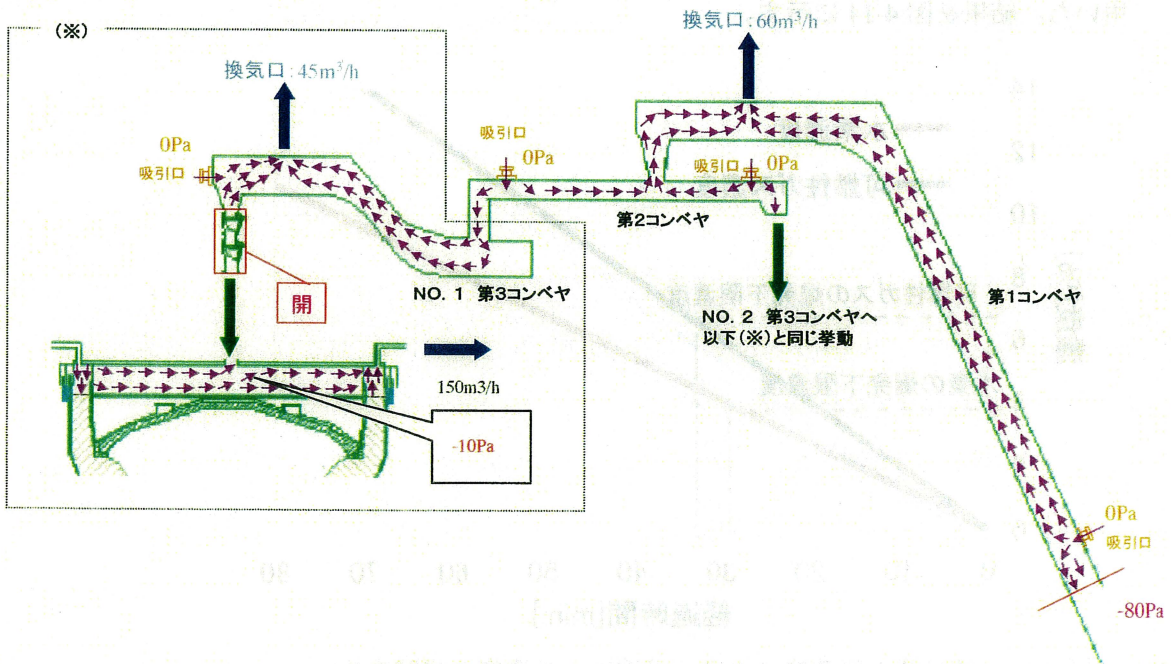 (※)
換気口:45m³/h
換気口:60m³/h
0Pa
吸引口
吸引口
0Pa
吸引口
0Pa
第2コンベヤ
NO. 1 第3コンベヤ
開
第1コンベヤ
NO. 2 第3コンベヤへ
以下(※)と同じ挙動
150m3/h
-10Pa
0Pa
吸引口
-80Pa